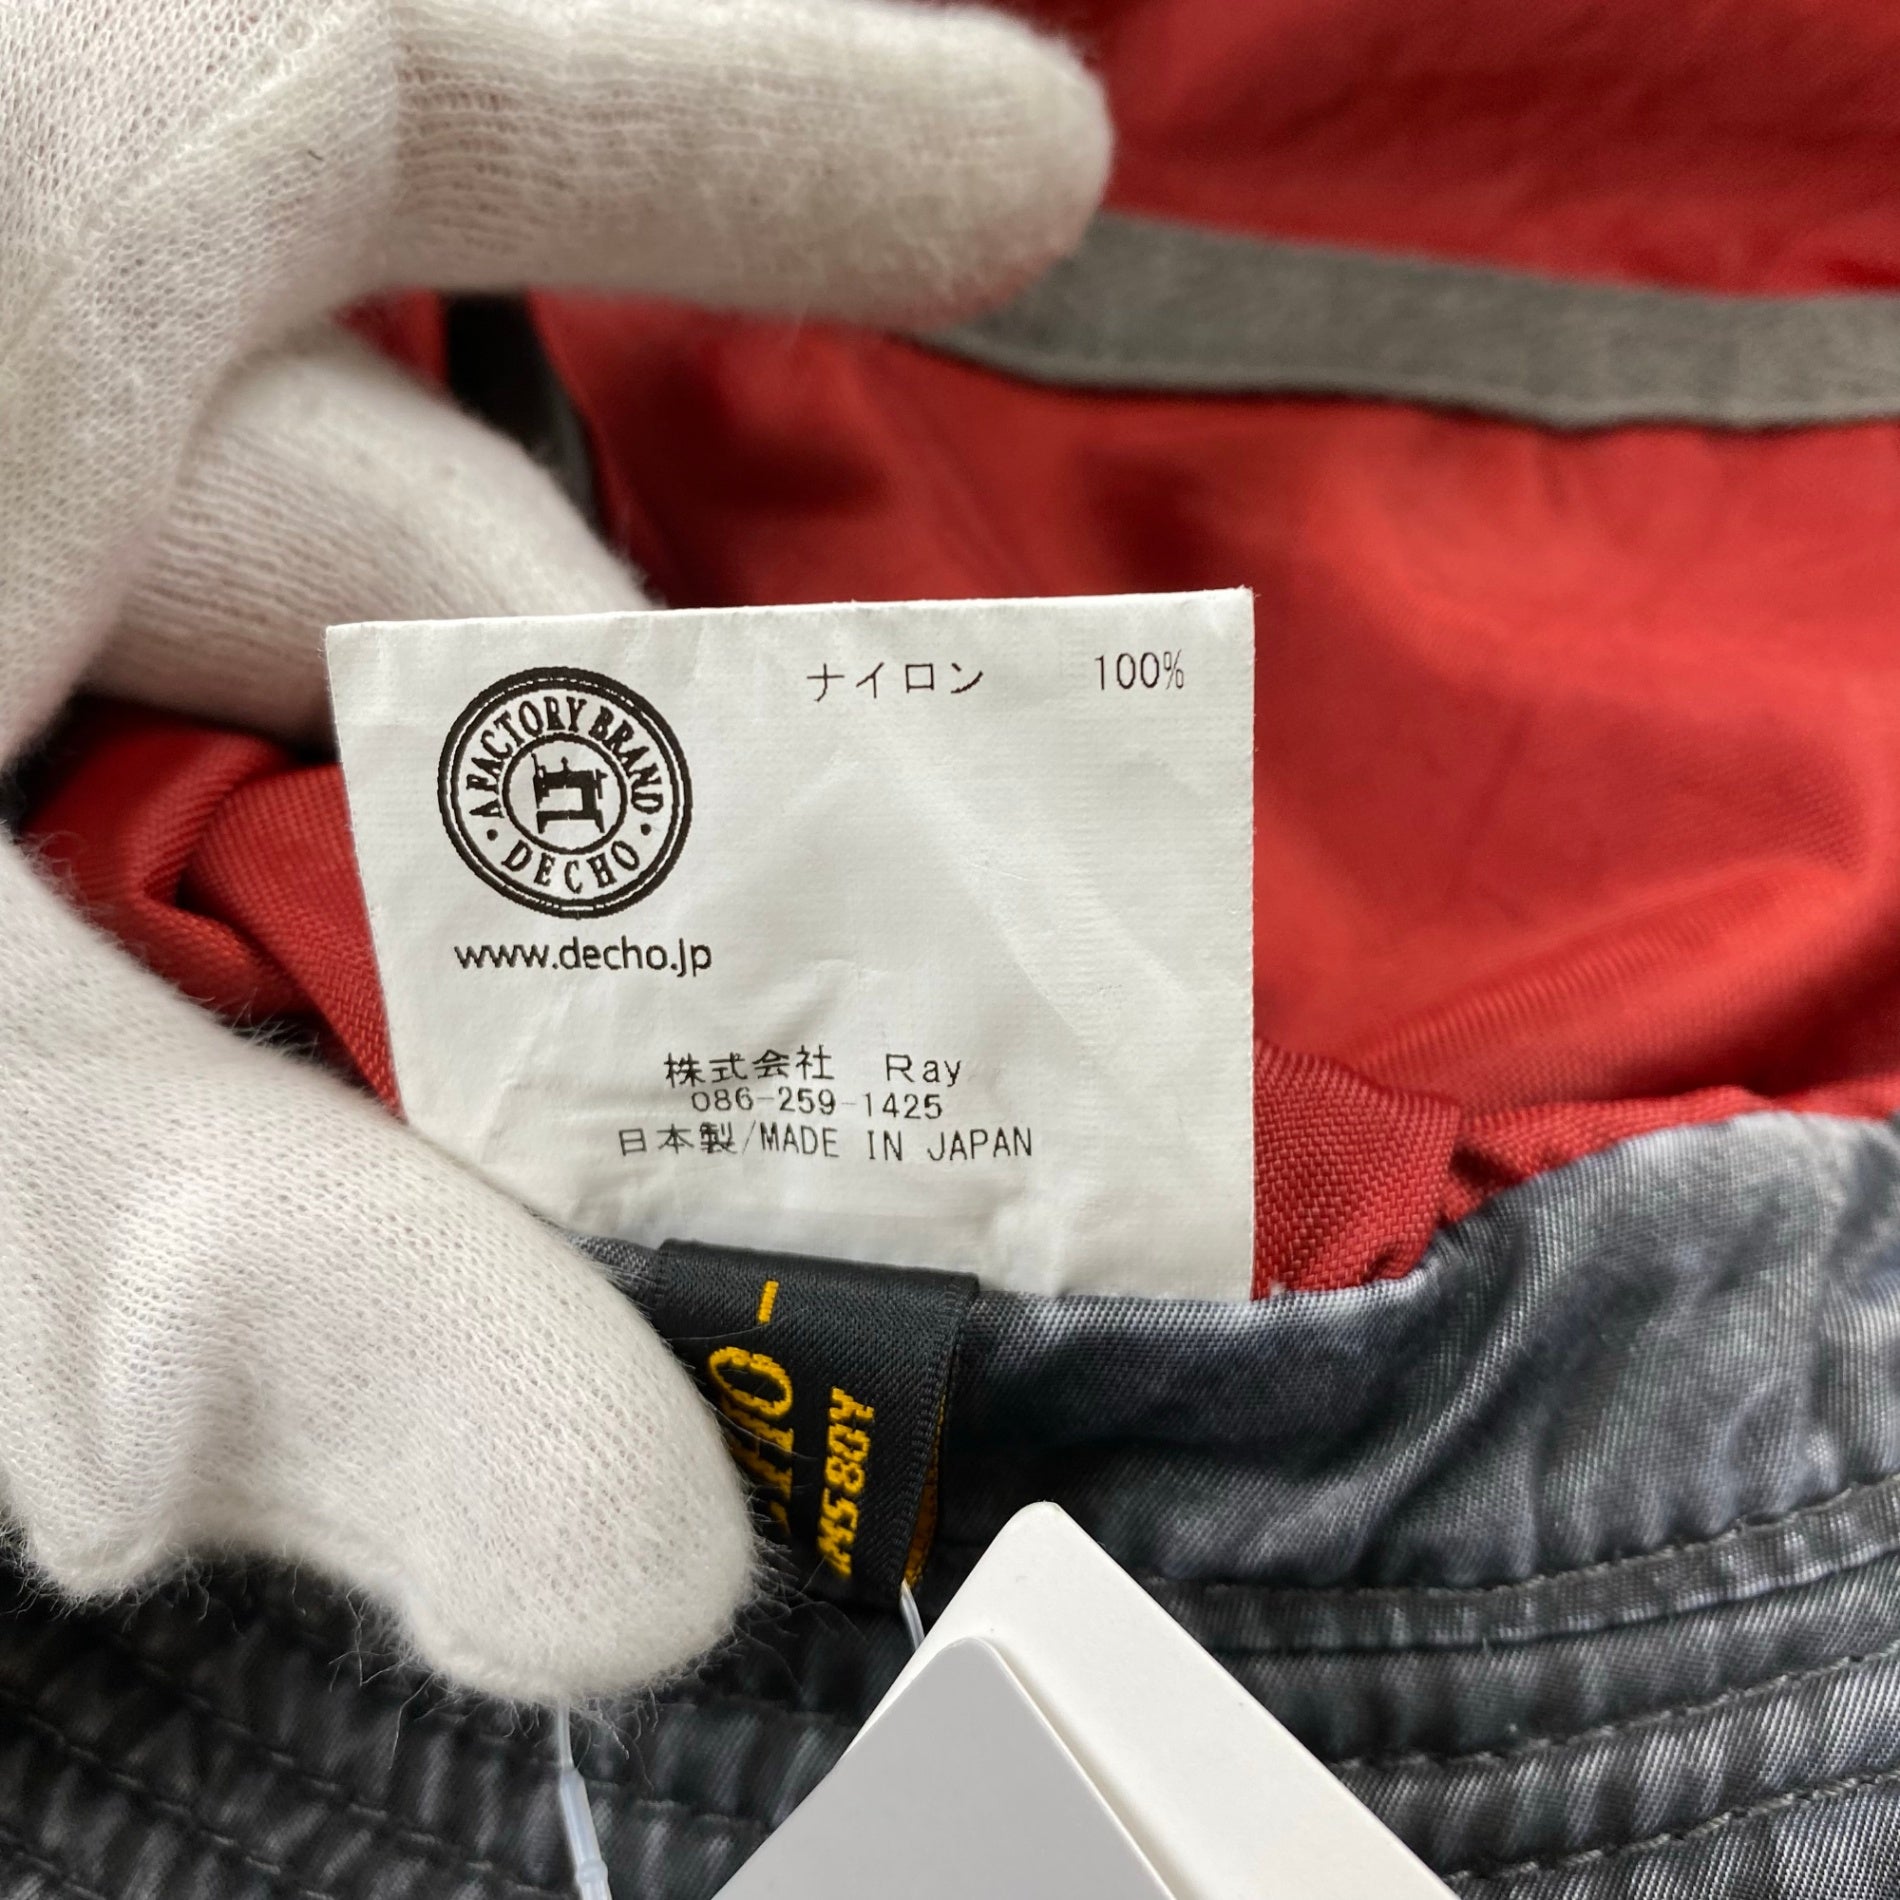 ナイロン 100%
A FACTORY BRAND
DECHO
www.decho.jp
株式会社 Ray
086-259-1425
日本製/MADE IN JAPAN